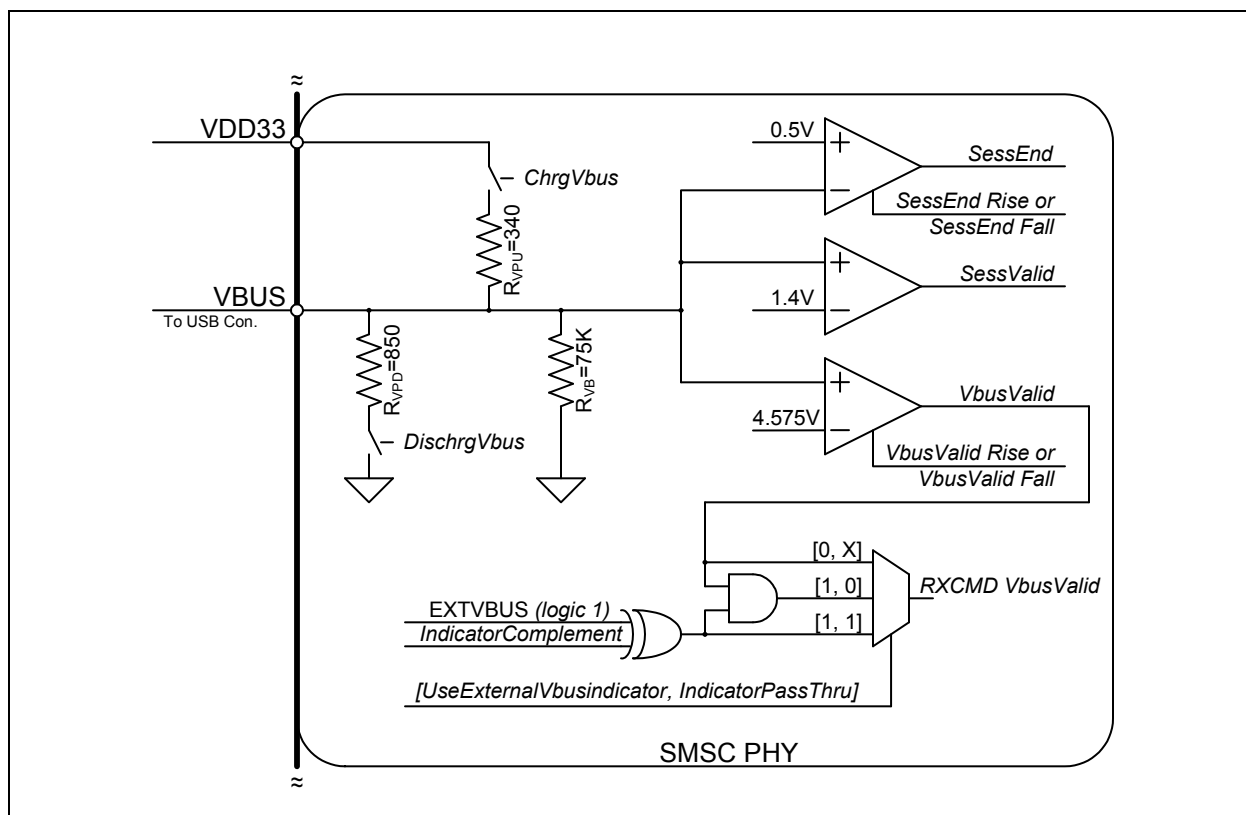 ≈
VDD33
0.5V
SessEnd
ChrgVbus
SessEnd Rise or
SessEnd Fall
RVPU=340
SessValid
VBUS
To USB Con.
1.4V
RVPD=850
RVB=75K
VbusValid
4.575V
DischrgVbus
VbusValid Rise or
VbusValid Fall
[0, X]
[1, 0]
RXCMD VbusValid
EXTVBUS (logic 1)
[1, 1]
IndicatorComplement
[UseExternalVbusindicator, IndicatorPassThru]
SMSC PHY
≈